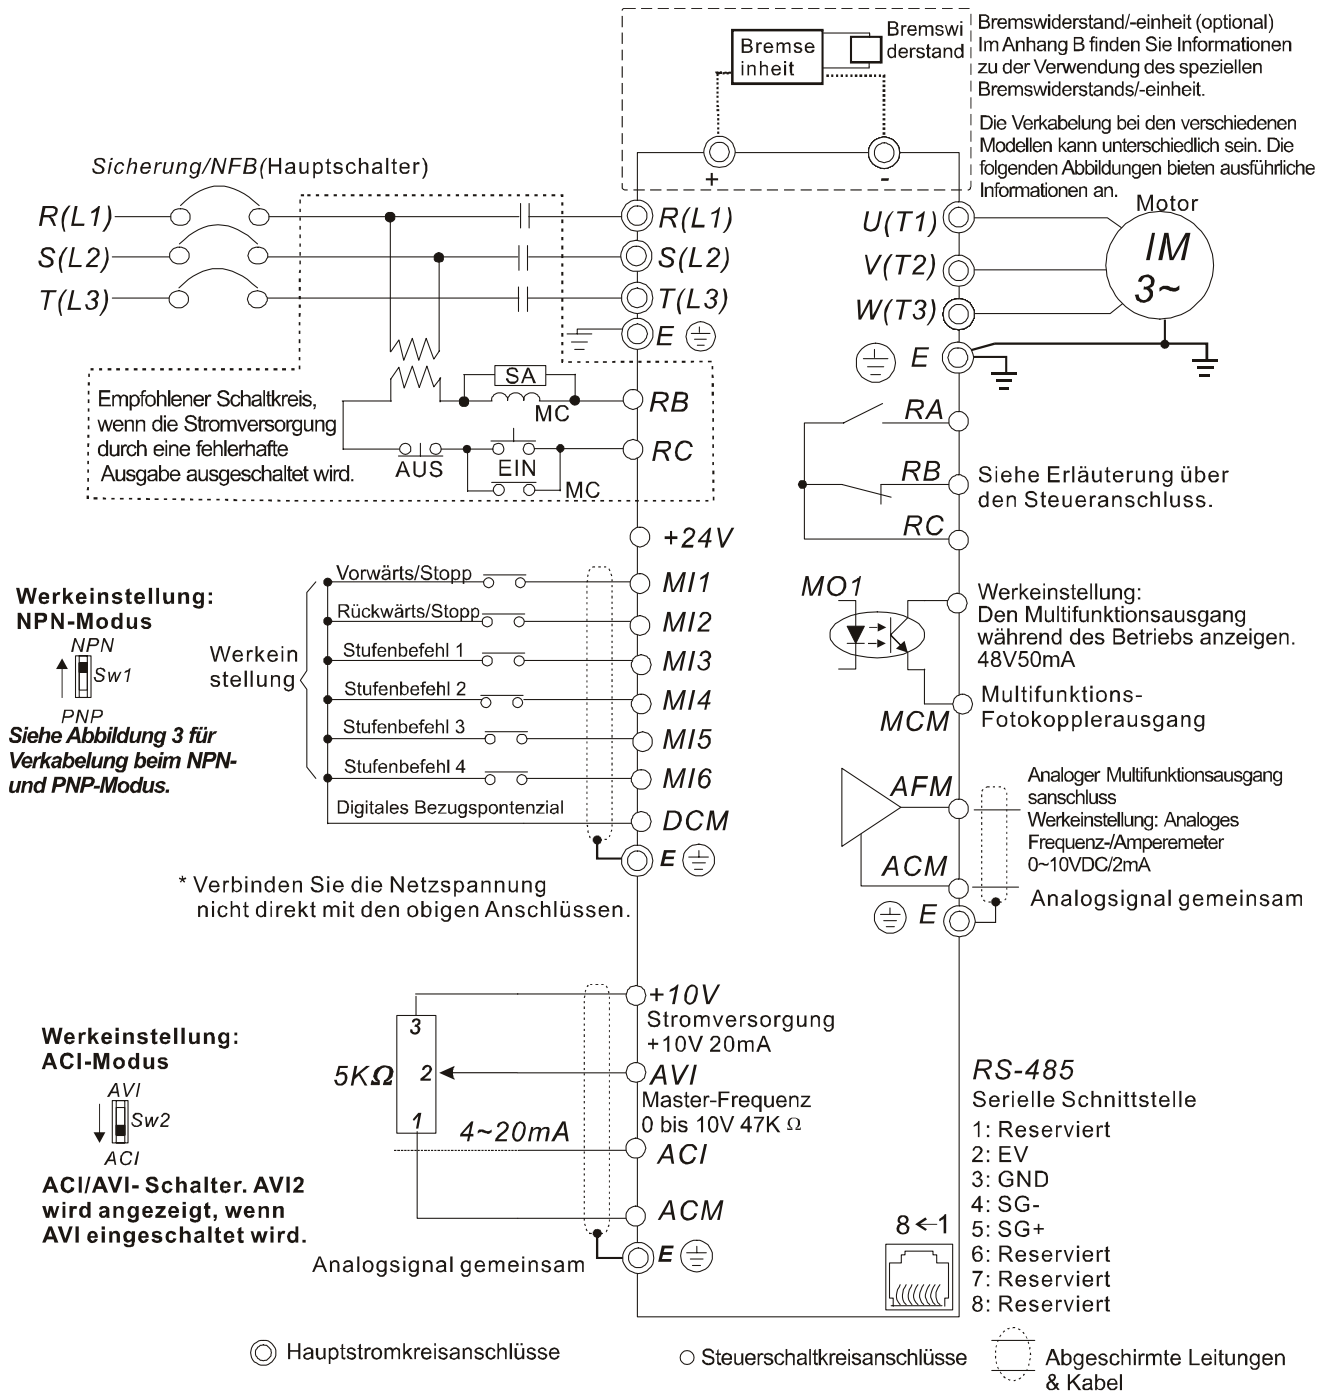 Bremse
inheit
Bremswi
derstand
Bremswiderstand/-einheit (optional)
Im Anhang B finden Sie Informationen
zu der Verwendung des speziellen
Bremswiderstands/-einheit.
Die Verkabelung bei den verschiedenen
Modellen kann unterschiedlich sein. Die
folgenden Abbildungen bieten ausführliche
Informationen an.
+
-
Sicherung/NFB(Hauptschalter)
R(L1)
S(L2)
T(L3)
R(L1)
S(L2)
T(L3)
E
U(T1)
V(T2)
W(T3)
E
Motor
IM
3~
Empfohlener Schaltkreis,
wenn die Stromversorgung
durch eine fehlerhafte
Ausgabe ausgeschaltet wird.
SA
MC
RB
AUS
EIN
MC
RC
RA
RB
RC
Siehe Erläuterung über
den Steueranschluss.
+24V
Werkeinstellung:
NPN-Modus
NPN
Sw1
PNP
Siehe Abbildung 3 für
Verkabelung beim NPN-
und PNP-Modus.
Werkein
stellung
Vorwärts/Stopp
MI1
Rückwärts/Stopp
MI2
Stufenbefehl 1
MI3
Stufenbefehl 2
MI4
Stufenbefehl 3
MI5
Stufenbefehl 4
MI6
Digitales Bezugspontenzial
DCM
E
* Verbinden Sie die Netzspannung
nicht direkt mit den obigen Anschlüssen.
MO1
MCM
Werkeinstellung:
Den Multifunktionsausgang
während des Betriebs anzeigen.
48V50mA
Multifunktions-
Fotokopplerausgang
AFM
ACM
E
Analoger Multifunktionsausgang
sanschluss
Werkeinstellung: Analoges
Frequenz-/Amperemeter
0~10VDC/2mA
Analogsignal gemeinsam
Werkeinstellung:
ACI-Modus
AVI
Sw2
ACI
ACI/AVI- Schalter. AVI2
wird angezeigt, wenn
AVI eingeschaltet wird.
5KΩ
3
2
1
+10V
Stromversorgung
+10V 20mA
AVI
Master-Frequenz
0 bis 10V 47K Ω
4~20mA
ACI
ACM
E
Analogsignal gemeinsam
RS-485
Serielle Schnittstelle
1: Reserviert
2: EV
3: GND
4: SG-
5: SG+
6: Reserviert
7: Reserviert
8: Reserviert
8←1
Hauptstromkreisanschlüsse
Steuerschaltkreisanschlüsse
Abgeschirmte Leitungen
& Kabel